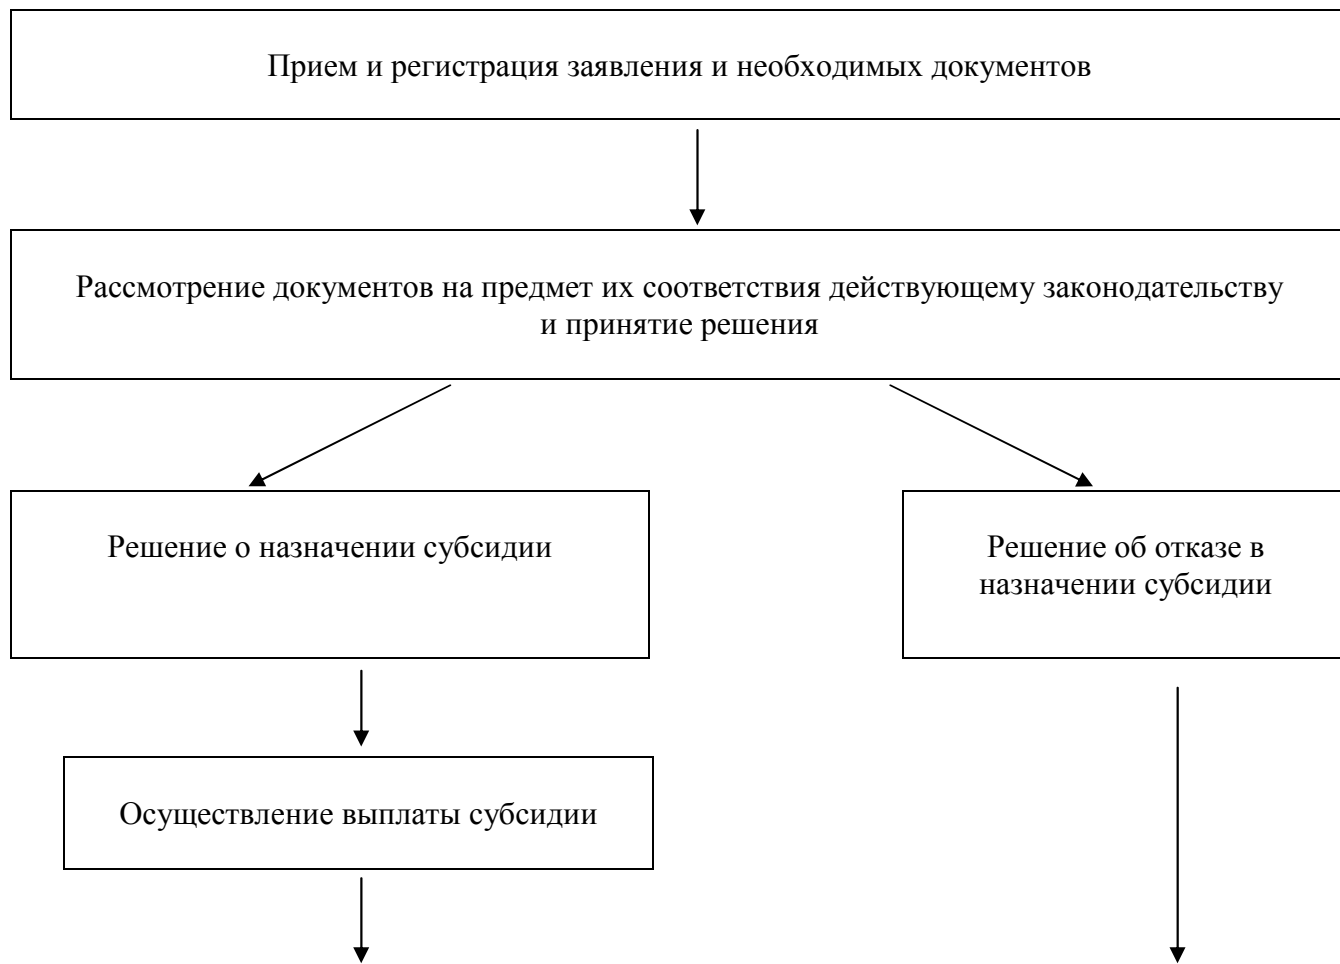 Прием и регистрация заявления и необходимых документов
Рассмотрение документов на предмет их соответствия действующему законодательству
и принятие решения
Решение о назначении субсидии
Решение об отказе в
назначении субсидии
Осуществление выплаты субсидии